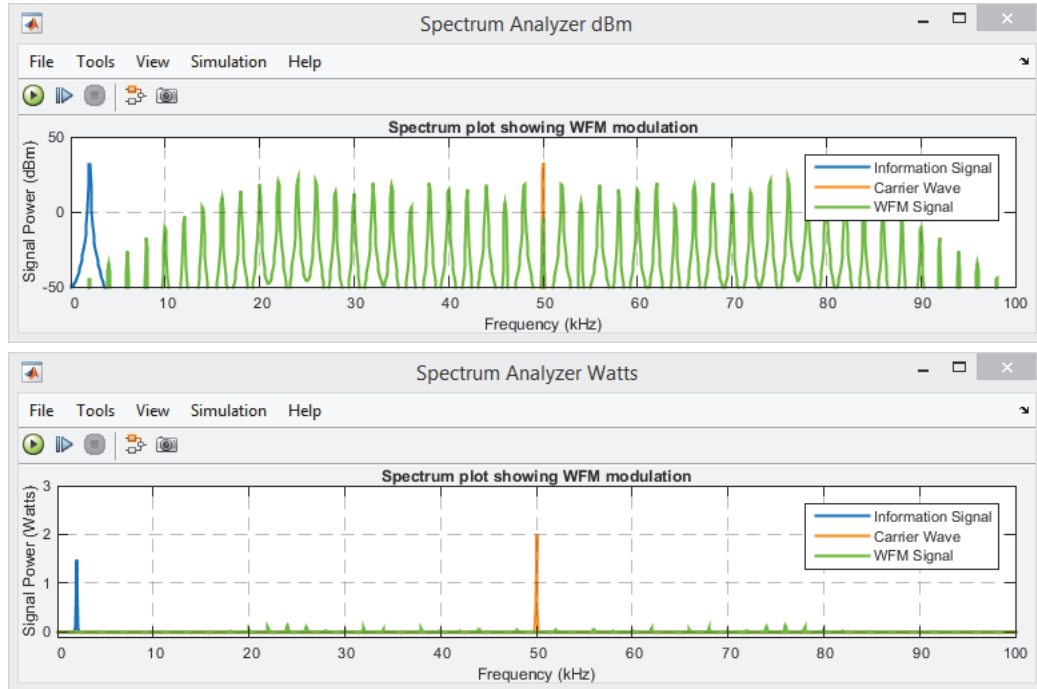 Spectrum Analyzer dBm
File Tools View Simulation Help
Spectrum plot showing WFM modulation
Signal Power (dBm)
50
0
-50
Information Signal
Carrier Wave
WFM Signal
0 10 20 30 40 50 60 70 80 90 100
Frequency (kHz)
Spectrum Analyzer Watts
File Tools View Simulation Help
Spectrum plot showing WFM modulation
Signal Power (Watts)
3
2
1
0
Information Signal
Carrier Wave
WFM Signal
0 10 20 30 40 50 60 70 80 90 100
Frequency (kHz)